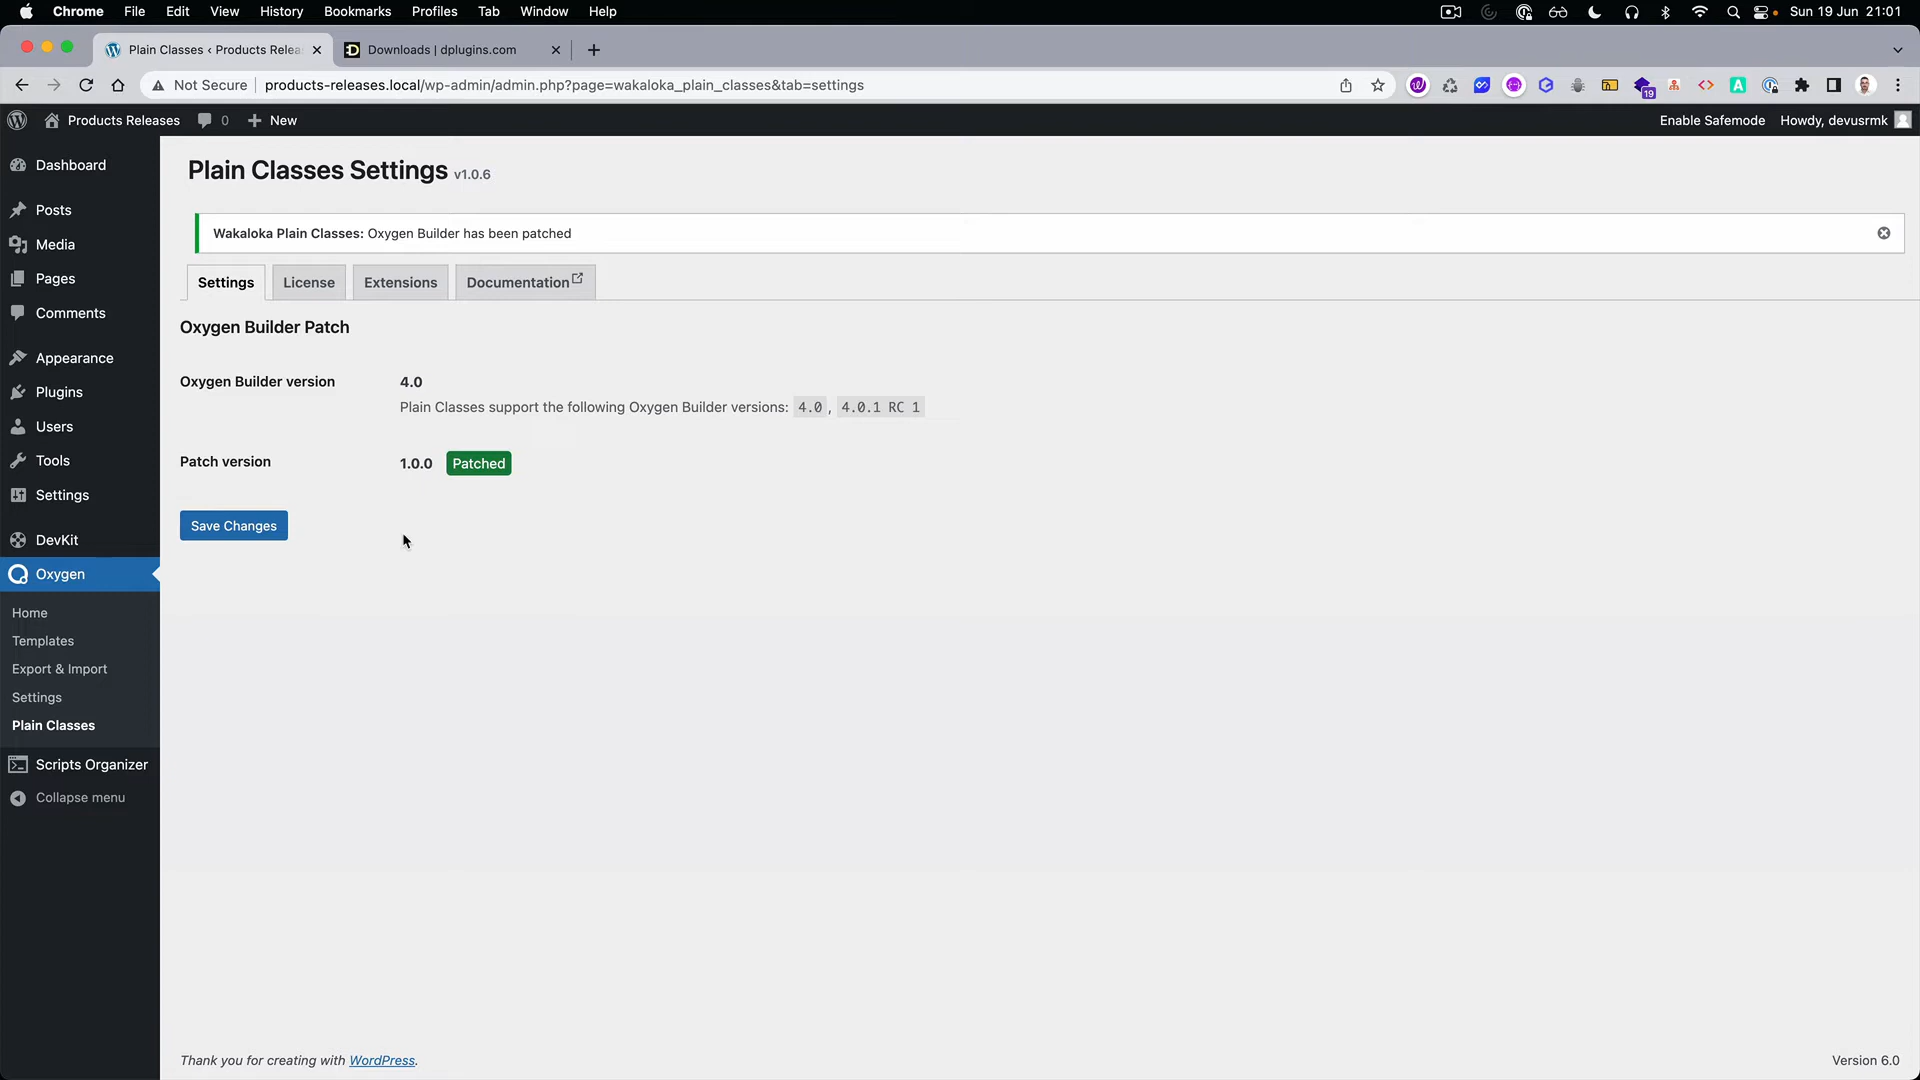 Chrome File Edit View History Bookmarks Profiles Tab Window Help Sun 19 Jun 21:01
Plain Classes ‹ Products Relea
Downloads | dplugins.com
Not Secure products-releases.local/wp-admin/admin.php?page=wakaloka_plain_classes&tab=settings
19
Products Releases 0 New Enable Safemode Howdy, devusrmk
Dashboard
Posts
Media
Pages
Comments
Appearance
Plugins
Users
Tools
Settings
DevKit
Oxygen
Home
Templates
Export & Import
Settings
Plain Classes
Scripts Organizer
Collapse menu
Plain Classes Settings v1.0.6
Wakaloka Plain Classes: Oxygen Builder has been patched
Settings License Extensions Documentation
Oxygen Builder Patch
Oxygen Builder version 4.0
Plain Classes support the following Oxygen Builder versions: 4.0 , 4.0.1 RC 1
Patch version 1.0.0 Patched
Save Changes
Thank you for creating with WordPress. Version 6.0